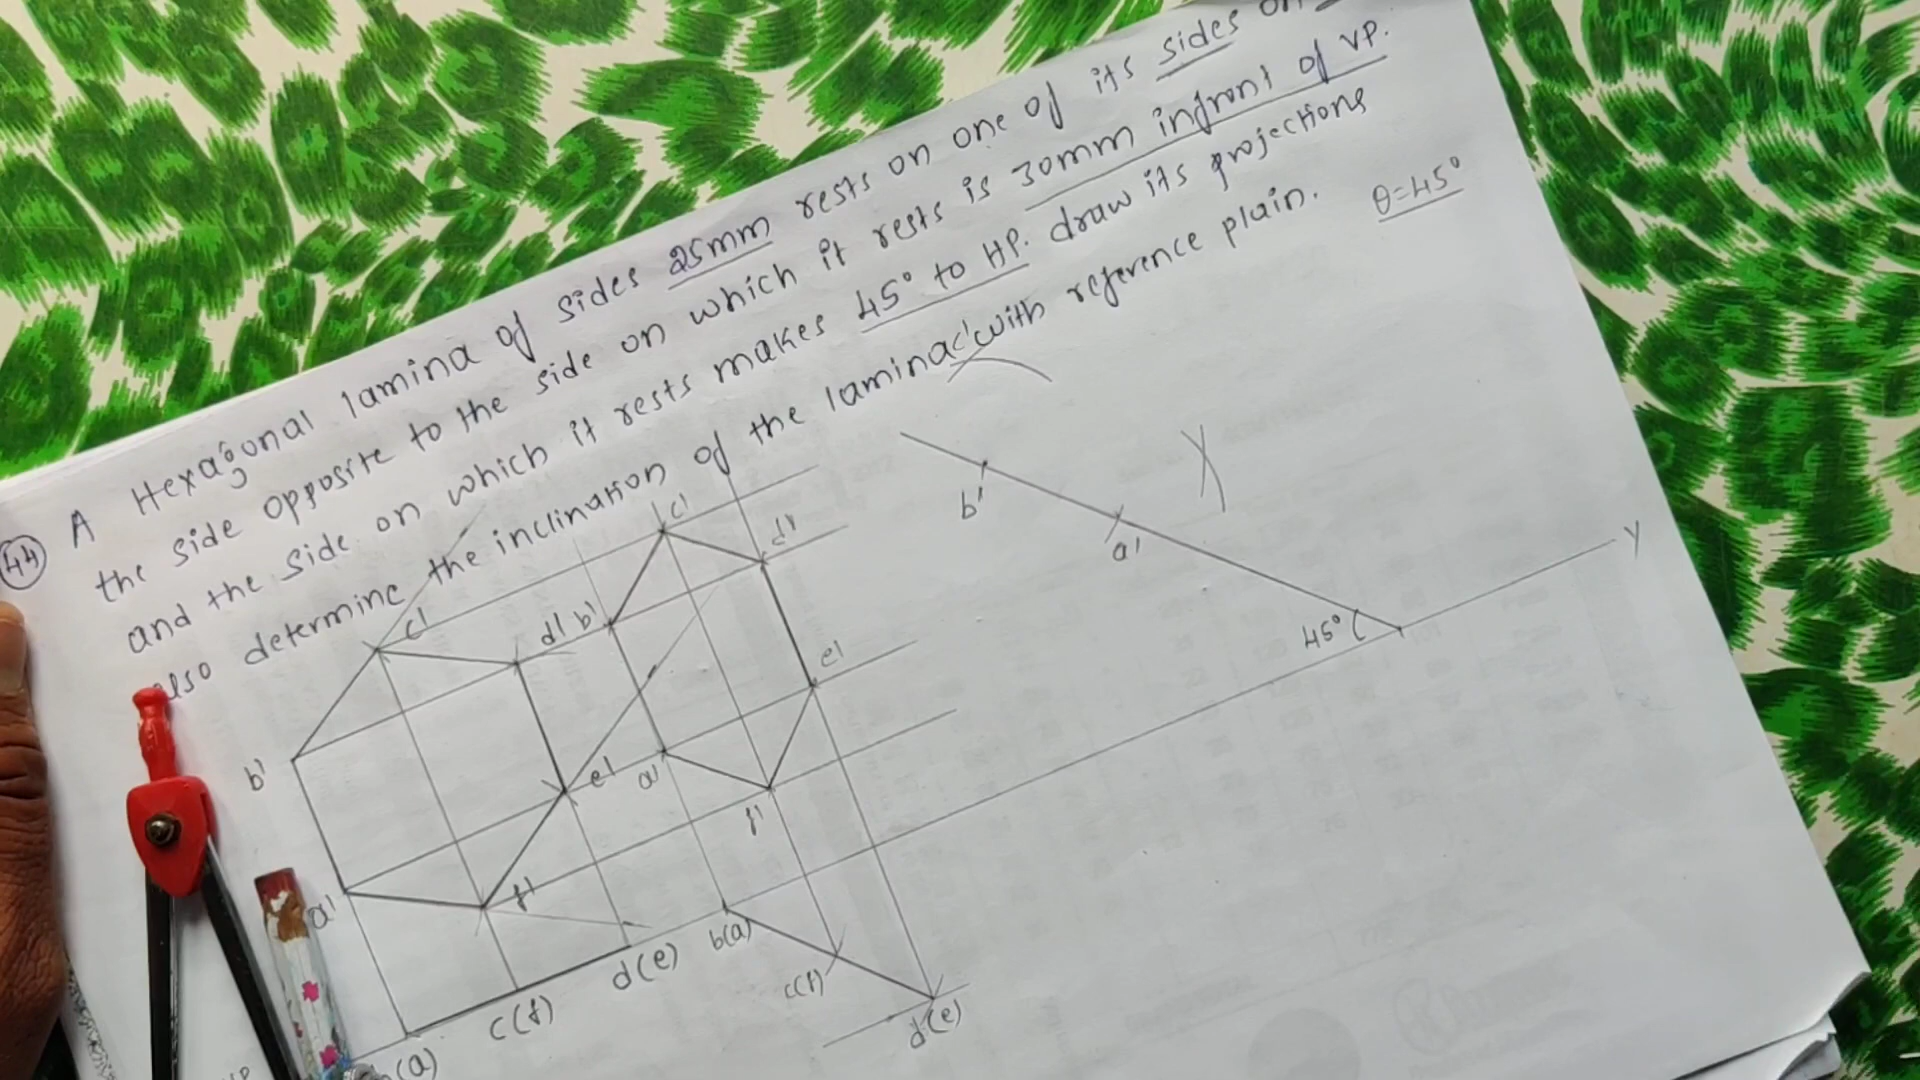 44 A Hexagonal lamina of sides 25mm rests on one of its sides on
the side opposite to the side on which it rests is 30mm infront of VP.
and the side on which it rests makes 45° to HP. draw its projections
also determine the inclination of the lamina with reference plain.
θ=45°
c'
c'
d'
b'
a'
Y
45°
c'
d'
b'
e'
b'
e'
a'
f'
a'
f'
b(a)
d(e)
c(f)
c(f)
d(e)
(a)